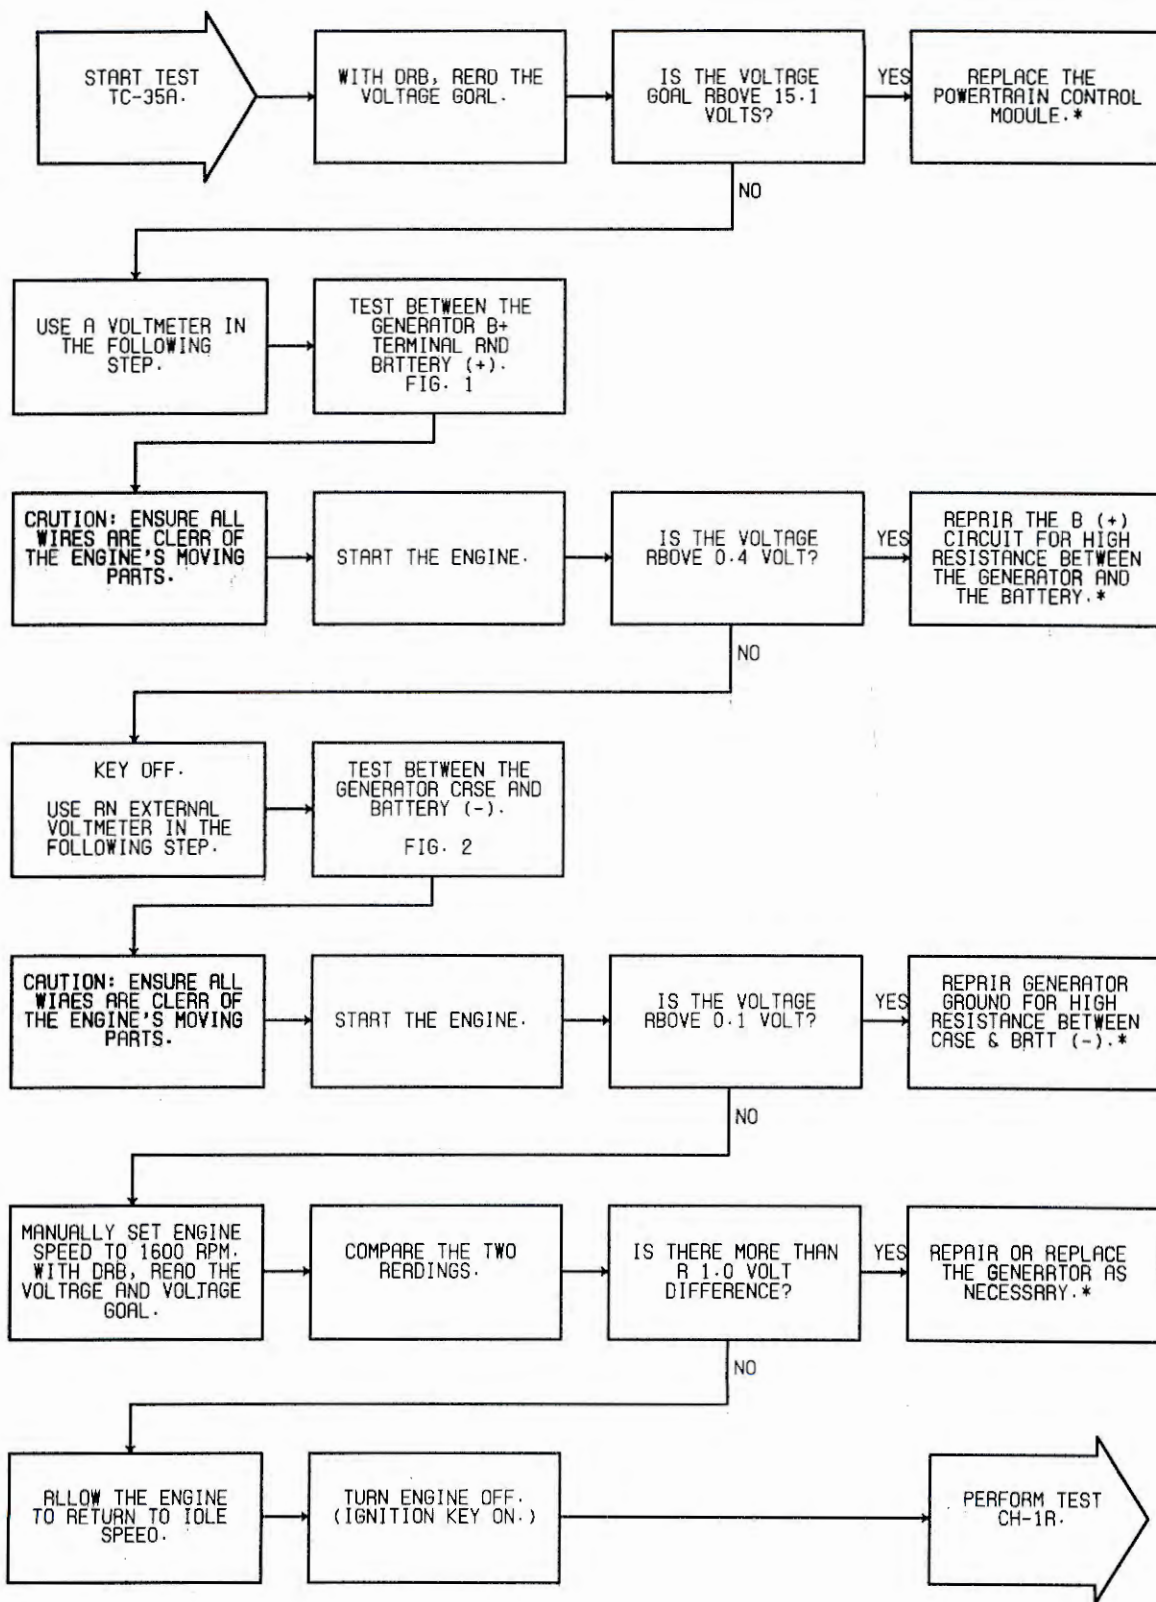 START TEST
TC-35A.
WITH DRB, READ THE
VOLTAGE GOAL.
IS THE VOLTAGE
GOAL ABOVE 15.1
VOLTS?
YES
REPLACE THE
POWERTRAIN CONTROL
MODULE.*
NO
USE A VOLTMETER IN
THE FOLLOWING
STEP.
TEST BETWEEN THE
GENERATOR B+
TERMINAL AND
BATTERY (+).
FIG. 1
CAUTION: ENSURE ALL
WIRES ARE CLEAR OF
THE ENGINE'S MOVING
PARTS.
START THE ENGINE.
IS THE VOLTAGE
ABOVE 0.4 VOLT?
YES
REPAIR THE B (+)
CIRCUIT FOR HIGH
RESISTANCE BETWEEN
THE GENERATOR AND
THE BATTERY.*
NO
KEY OFF.
USE AN EXTERNAL
VOLTMETER IN THE
FOLLOWING STEP.
TEST BETWEEN THE
GENERATOR CASE AND
BATTERY (-).
FIG. 2
CAUTION: ENSURE ALL
WIRES ARE CLEAR OF
THE ENGINE'S MOVING
PARTS.
START THE ENGINE.
IS THE VOLTAGE
ABOVE 0.1 VOLT?
YES
REPAIR GENERATOR
GROUND FOR HIGH
RESISTANCE BETWEEN
CASE & BATT (-).*
NO
MANUALLY SET ENGINE
SPEED TO 1600 RPM.
WITH DRB, READ THE
VOLTAGE AND VOLTAGE
GOAL.
COMPARE THE TWO
READINGS.
IS THERE MORE THAN
A 1.0 VOLT
DIFFERENCE?
YES
REPAIR OR REPLACE
THE GENERATOR AS
NECESSARY.*
NO
ALLOW THE ENGINE
TO RETURN TO IDLE
SPEED.
TURN ENGINE OFF.
(IGNITION KEY ON.)
PERFORM TEST
CH-1A.